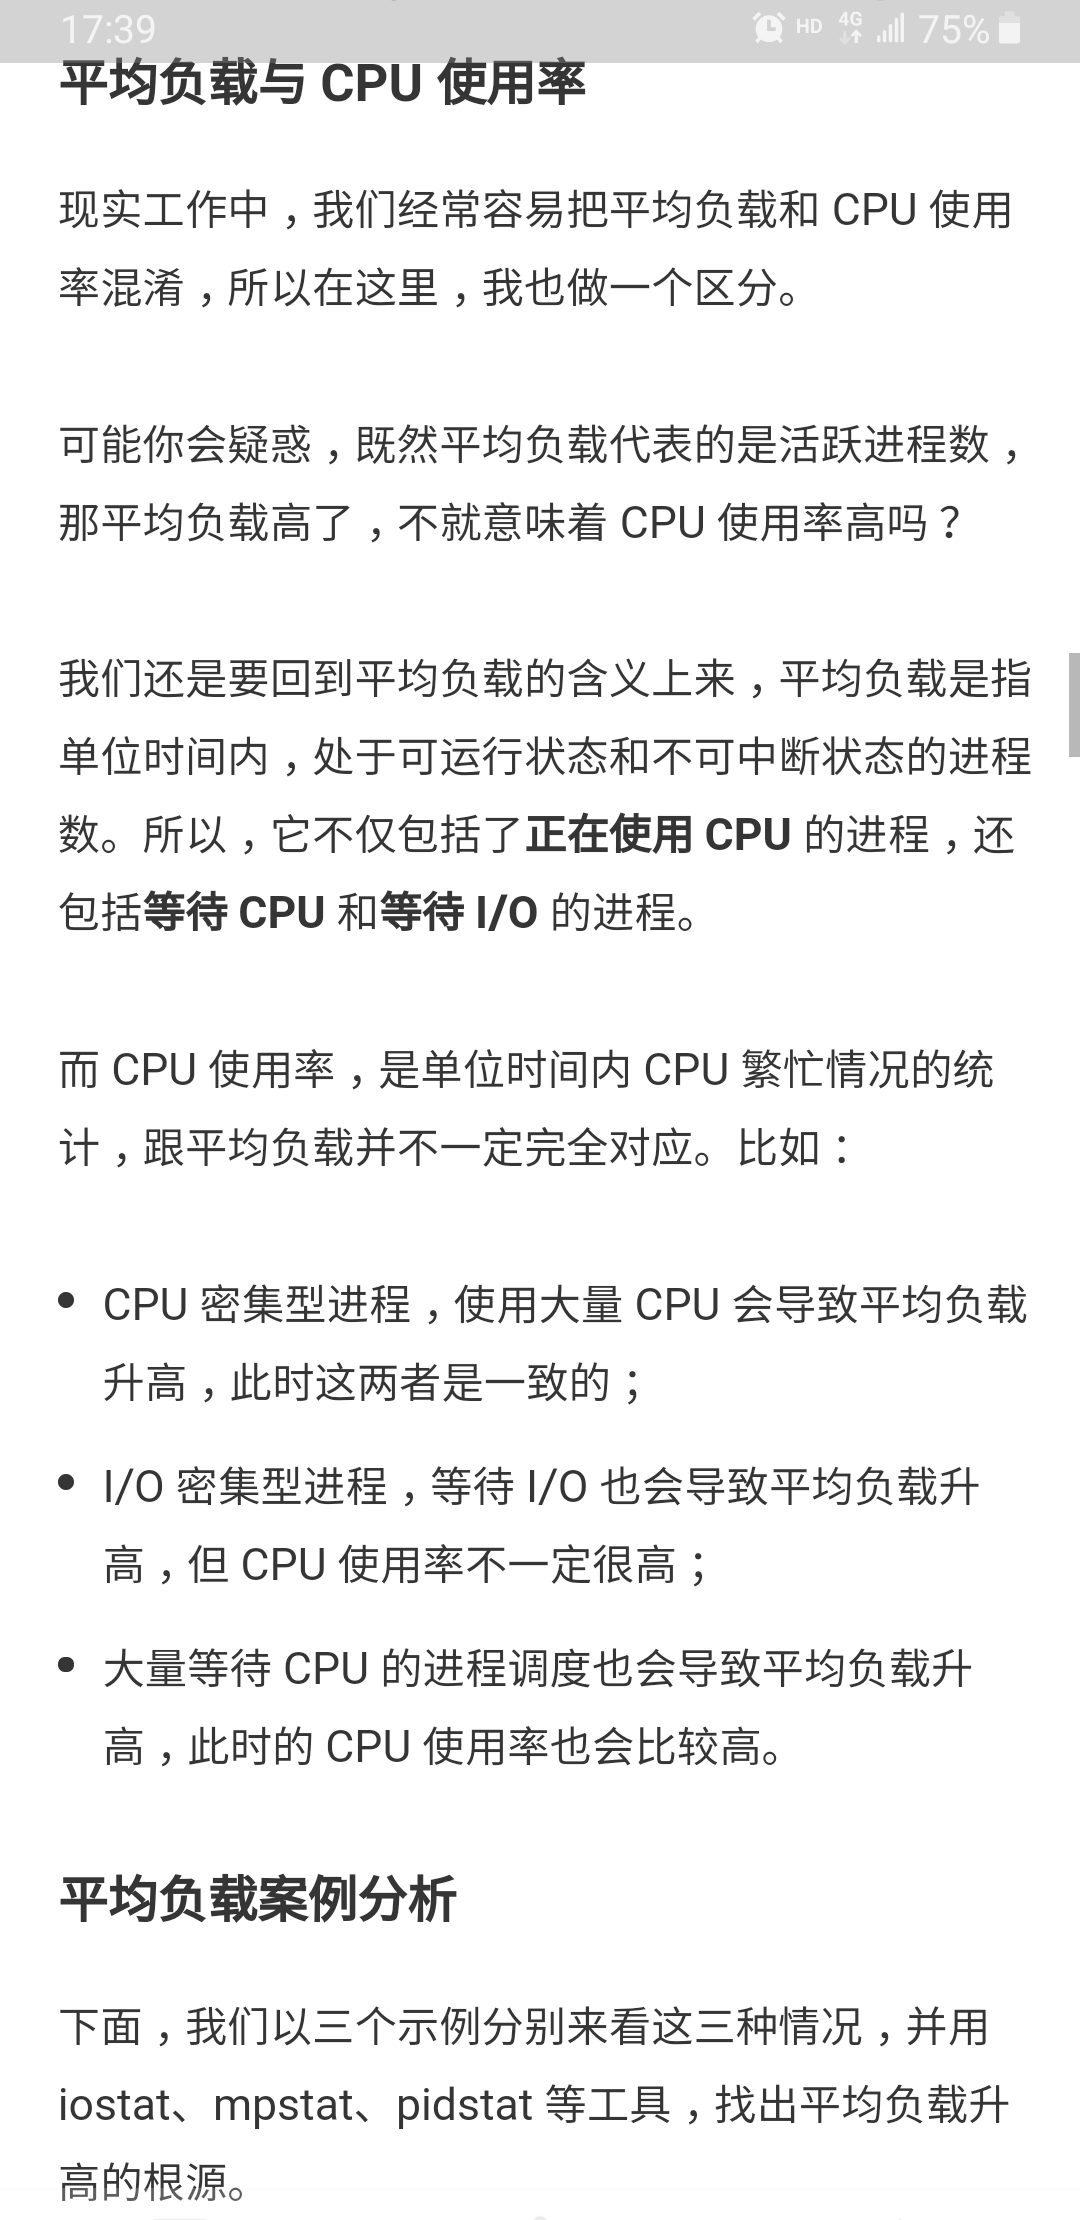 17:39
HD 4G 75%
平均负载与 CPU 使用率
现实工作中，我们经常容易把平均负载和 CPU 使用
率混淆，所以在这里，我也做一个区分。
可能你会疑惑，既然平均负载代表的是活跃进程数，
那平均负载高了，不就意味着 CPU 使用率高吗？
我们还是要回到平均负载的含义上来，平均负载是指
单位时间内，处于可运行状态和不可中断状态的进程
数。所以，它不仅包括了正在使用 CPU 的进程，还
包括等待 CPU 和等待 I/O 的进程。
而 CPU 使用率，是单位时间内 CPU 繁忙情况的统
计，跟平均负载并不一定完全对应。比如：
• CPU 密集型进程，使用大量 CPU 会导致平均负载
升高，此时这两者是一致的；
• I/O 密集型进程，等待 I/O 也会导致平均负载升
高，但 CPU 使用率不一定很高；
• 大量等待 CPU 的进程调度也会导致平均负载升
高，此时的 CPU 使用率也会比较高。
平均负载案例分析
下面，我们以三个示例分别来看这三种情况，并用
iostat、mpstat、pidstat 等工具，找出平均负载升
高的根源。